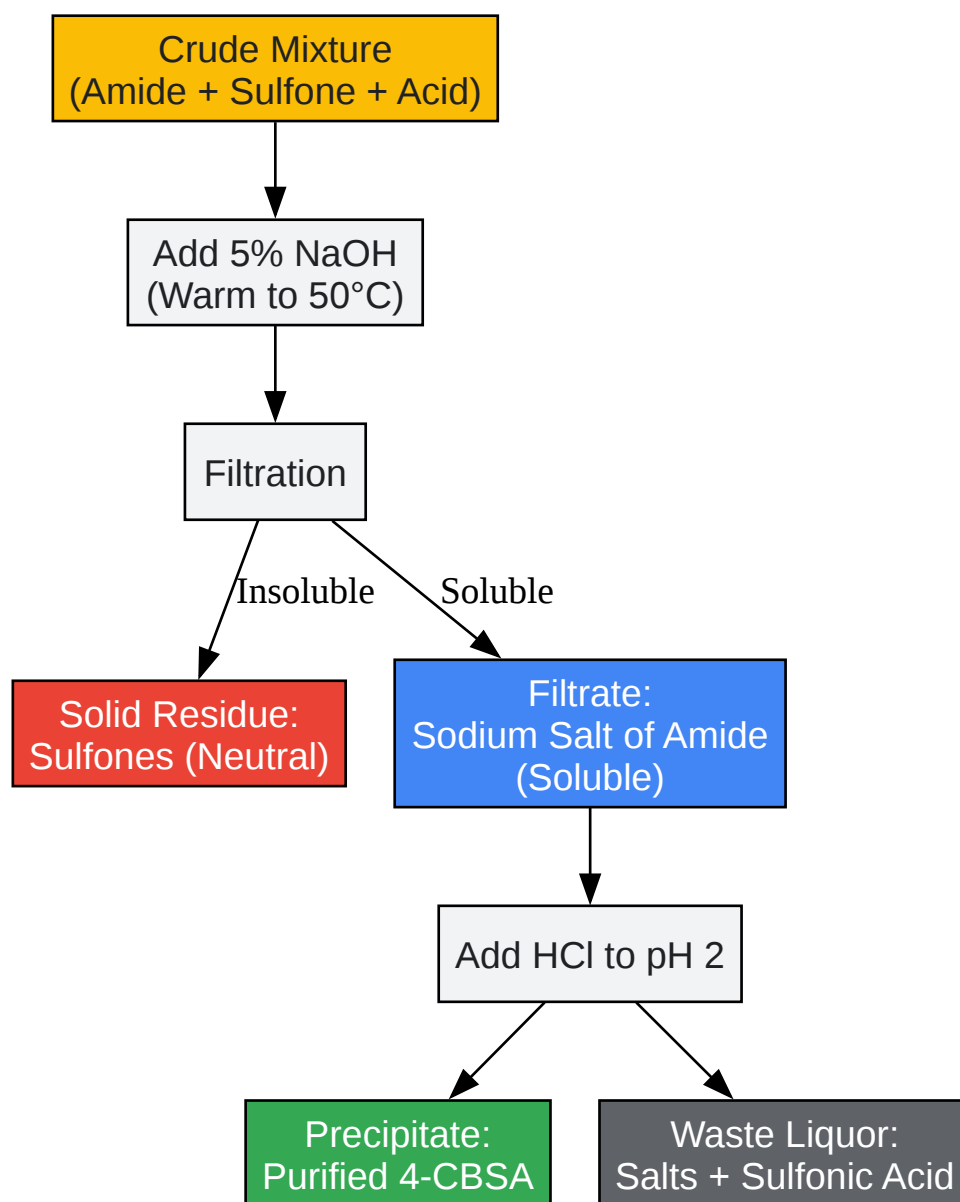 Crude Mixture
(Amide + Sulfone + Acid)
Add 5% NaOH
(Warm to 50°C)
Filtration
Insoluble
Soluble
Solid Residue:
Sulfones (Neutral)
Filtrate:
Sodium Salt of Amide
(Soluble)
Add HCl to pH 2
Precipitate:
Purified 4-CBSA
Waste Liquor:
Salts + Sulfonic Acid